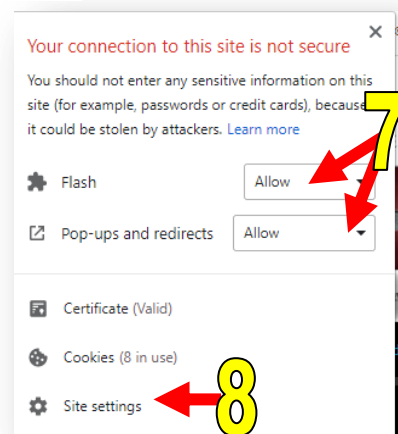 Your connection to this site is not secure
You should not enter any sensitive information on this
site (for example, passwords or credit cards), because
it could be stolen by attackers. Learn more
7
Flash Allow
Pop-ups and redirects Allow
Certificate (Valid)
Cookies (8 in use)
Site settings 8